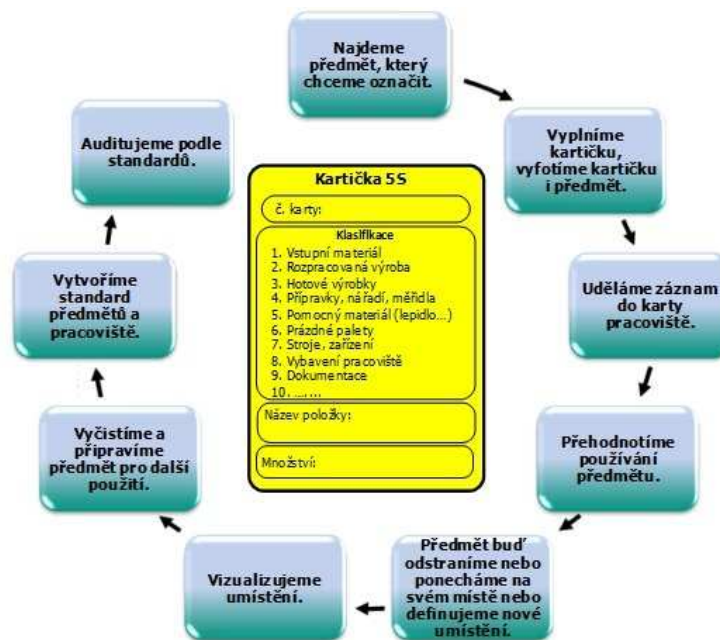 Najdeme
předmět, který
chceme označit.
Vyplníme
kartičku,
vyfotíme kartičku
i předmět.
Uděláme záznam
do karty
pracoviště.
Přehodnotíme
používání
předmětu.
Předmět buď
odstraníme nebo
ponecháme na
svém místě nebo
definujeme nové
umístění.
Vizualizujeme
umístění.
Vyčistíme a
připravíme
předmět pro další
použití.
Vytvoříme
standard
předmětů a
pracoviště.
Auditujeme podle
standardů.
Kartička 5S
č. karty:
Klasifikace
1. Vstupní materiál
2. Rozpracovaná výroba
3. Hotové výrobky
4. Přípravky, nářadí, měřidla
5. Pomocný materiál (lepidlo...)
6. Prázdné palety
7. Stroje, zařízení
8. Vybavení pracoviště
9. Dokumentace
10. ... ...
Název položky:
Množství: